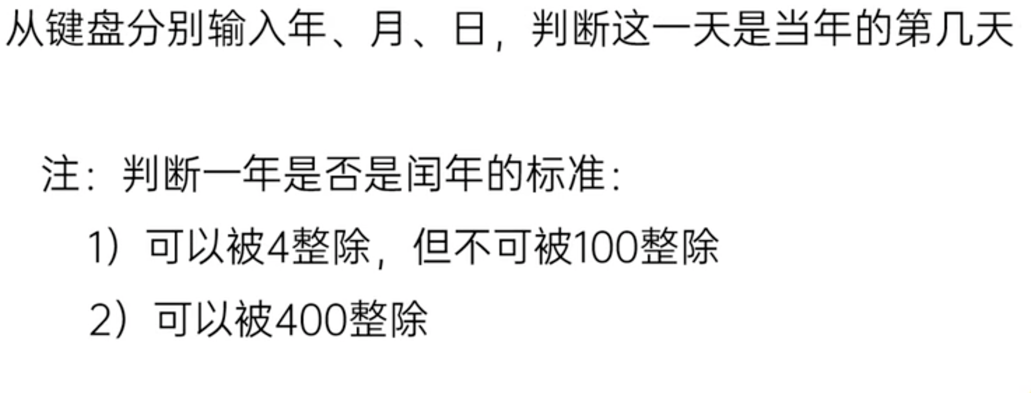 从键盘分别输入年、月、日，判断这一天是当年的第几天
注：判断一年是否是闰年的标准：
1）可以被4整除，但不可被100整除
2）可以被400整除